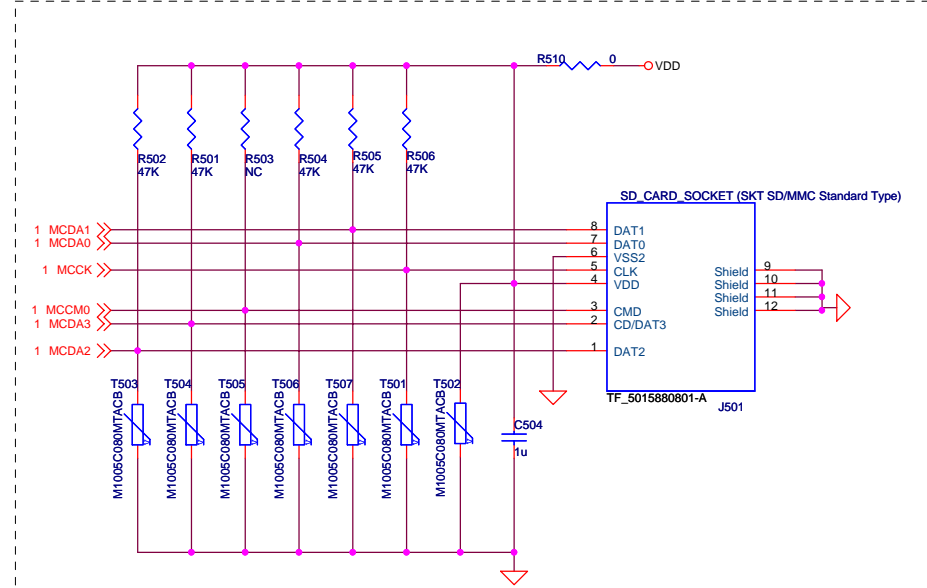 R510 0 VDD
R502 R501 R503 R504 R505 R506
47K 47K NC 47K 47K 47K
SD_CARD_SOCKET (SKT SD/MMC Standard Type)
1 MCDA1 8 DAT1
1 MCDA0 7 DAT0
6 VSS2
1 MCCK 5 CLK Shield 9
4 VDD Shield 10
Shield 11
1 MCCM0 3 CMD Shield 12
1 MCDA3 2 CD/DAT3
1 MCDA2 1 DAT2
T503 T504 T505 T506 T507 T501 T502
TF_5015880801-A
J501
M1005C080MTACB M1005C080MTACB M1005C080MTACB M1005C080MTACB M1005C080MTACB M1005C080MTACB M1005C080MTACB
C504
1u